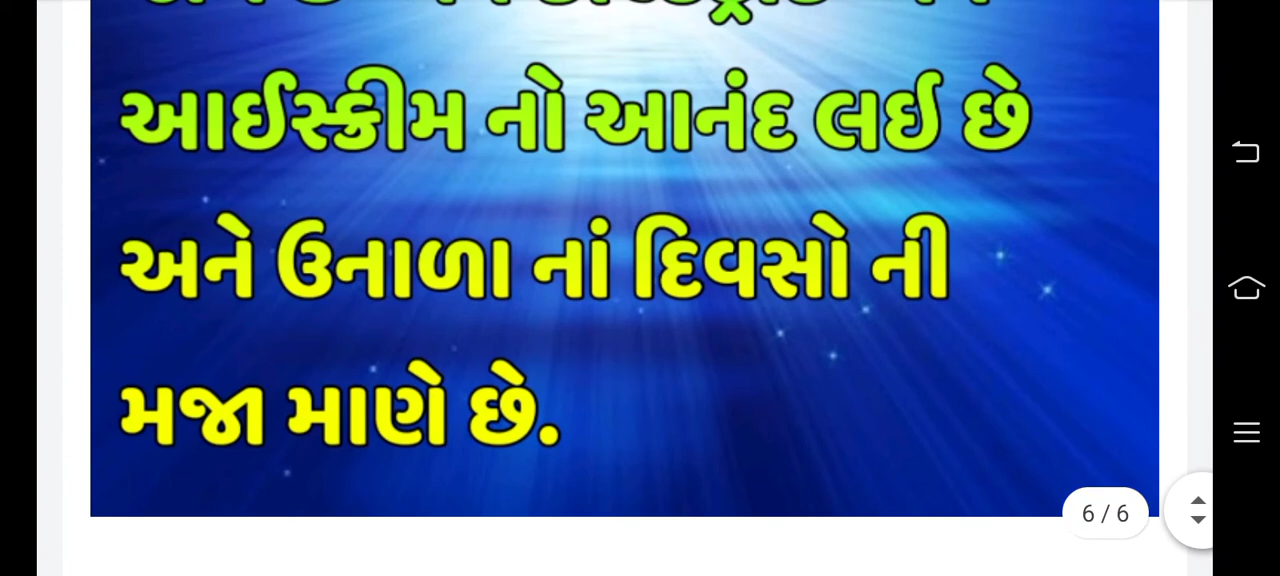 આઈસ્ક્રીમ નો આનંદ લઈ છે
અને ઉનાળા નાં દિવસો ની
મજા માણે છે.
6 / 6